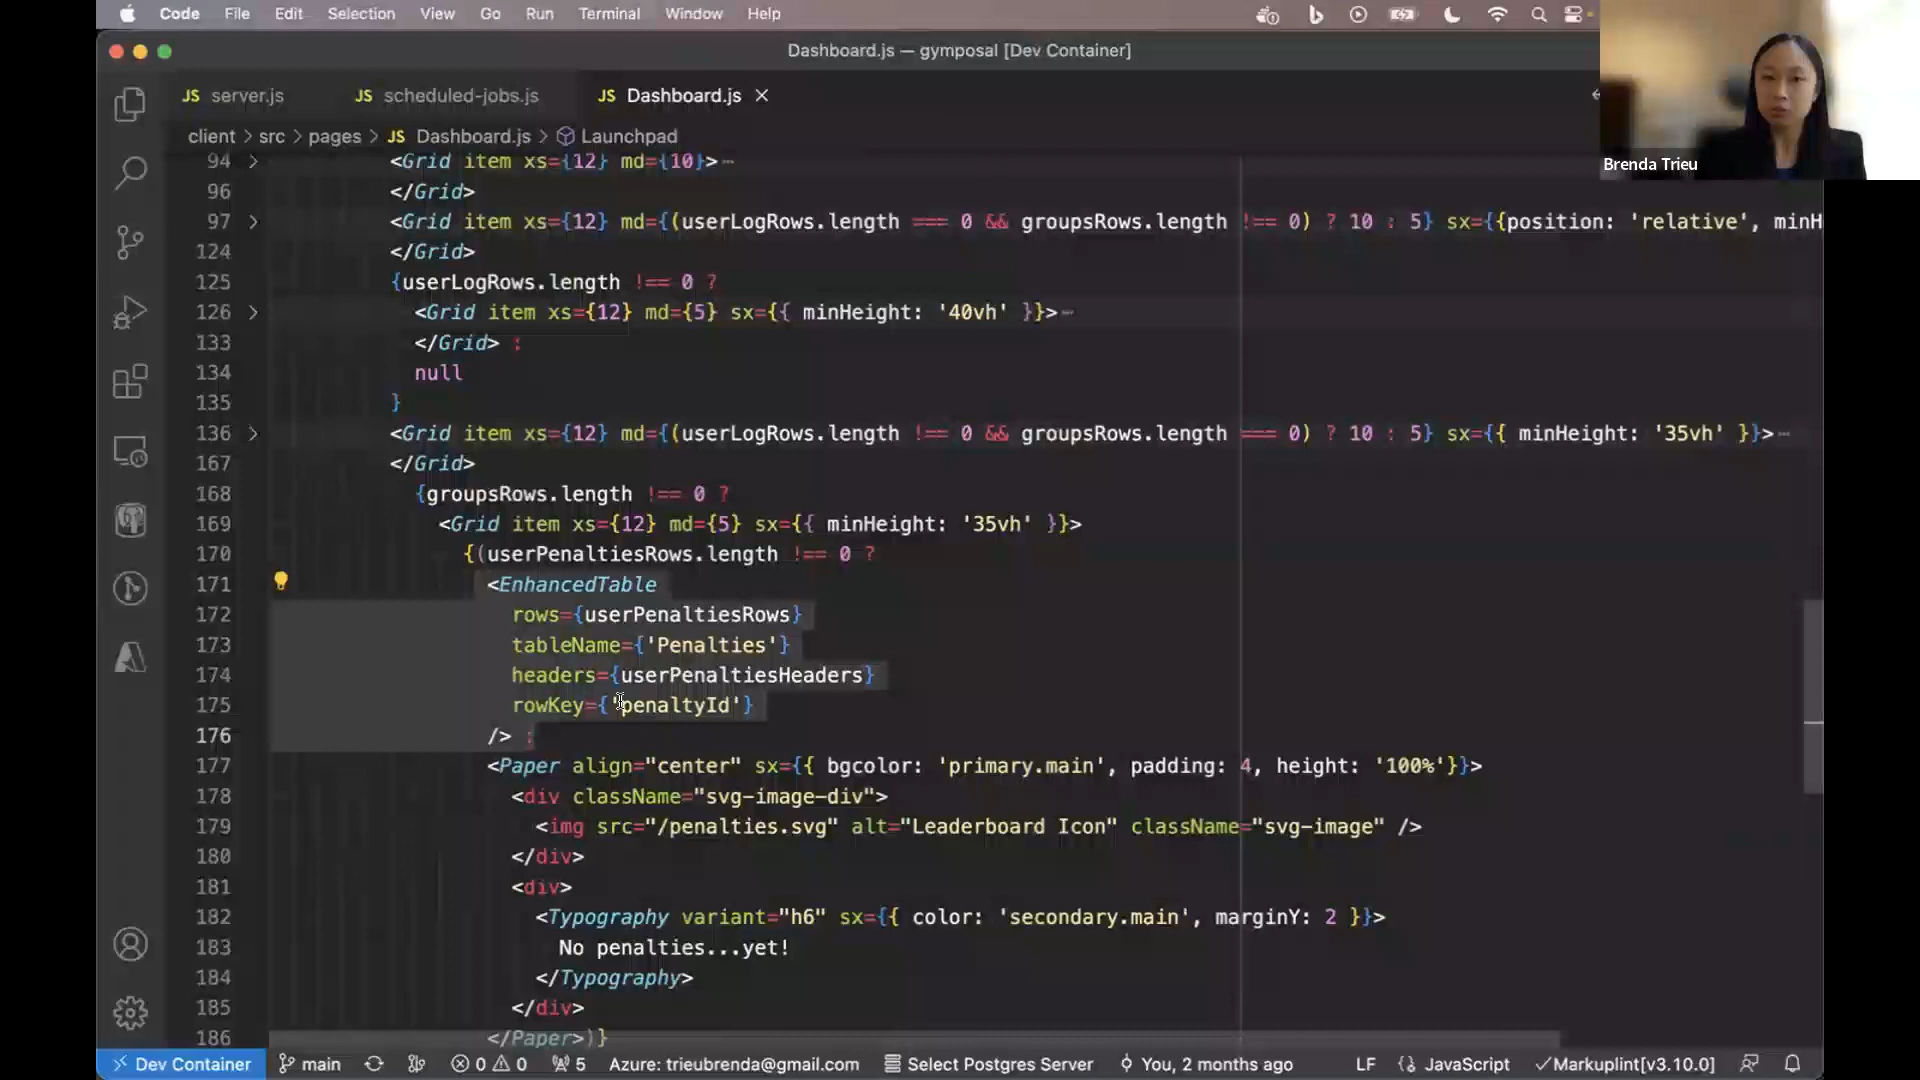 Code File Edit Selection View Go Run Terminal Window Help
Dashboard.js — gymposal [Dev Container]
Brenda Trieu
JS server.js JS scheduled-jobs.js JS Dashboard.js
client > src > pages > JS Dashboard.js > Launchpad
94 <Grid item xs={12} md={10}>
96 </Grid>
97 <Grid item xs={12} md={(userLogRows.length === 0 && groupsRows.length !== 0) ? 10 : 5} sx={{position: 'relative', minH
124 </Grid>
125 {userLogRows.length !== 0 ?
126 <Grid item xs={12} md={5} sx={{ minHeight: '40vh' }}>
133 </Grid> :
134 null
135 }
136 <Grid item xs={12} md={(userLogRows.length !== 0 && groupsRows.length === 0) ? 10 : 5} sx={{ minHeight: '35vh' }}>
167 </Grid>
168 {groupsRows.length !== 0 ?
169 <Grid item xs={12} md={5} sx={{ minHeight: '35vh' }}>
170 {(userPenaltiesRows.length !== 0 ?
171 <EnhancedTable
172 rows={userPenaltiesRows}
173 tableName={'Penalties'}
174 headers={userPenaltiesHeaders}
175 rowKey={'penaltyId'}
176 /> :
177 <Paper align="center" sx={{ bgcolor: 'primary.main', padding: 4, height: '100%'}}>
178 <div className="svg-image-div">
179 <img src="/penalties.svg" alt="Leaderboard Icon" className="svg-image" />
180 </div>
181 <div>
182 <Typography variant="h6" sx={{ color: 'secondary.main', marginY: 2 }}>
183 No penalties...yet!
184 </Typography>
185 </div>
186 </Paper>)}
Dev Container main 0 0 5 Azure: trieubrenda@gmail.com Select Postgres Server You, 2 months ago LF {} JavaScript Markuplint[v3.10.0]